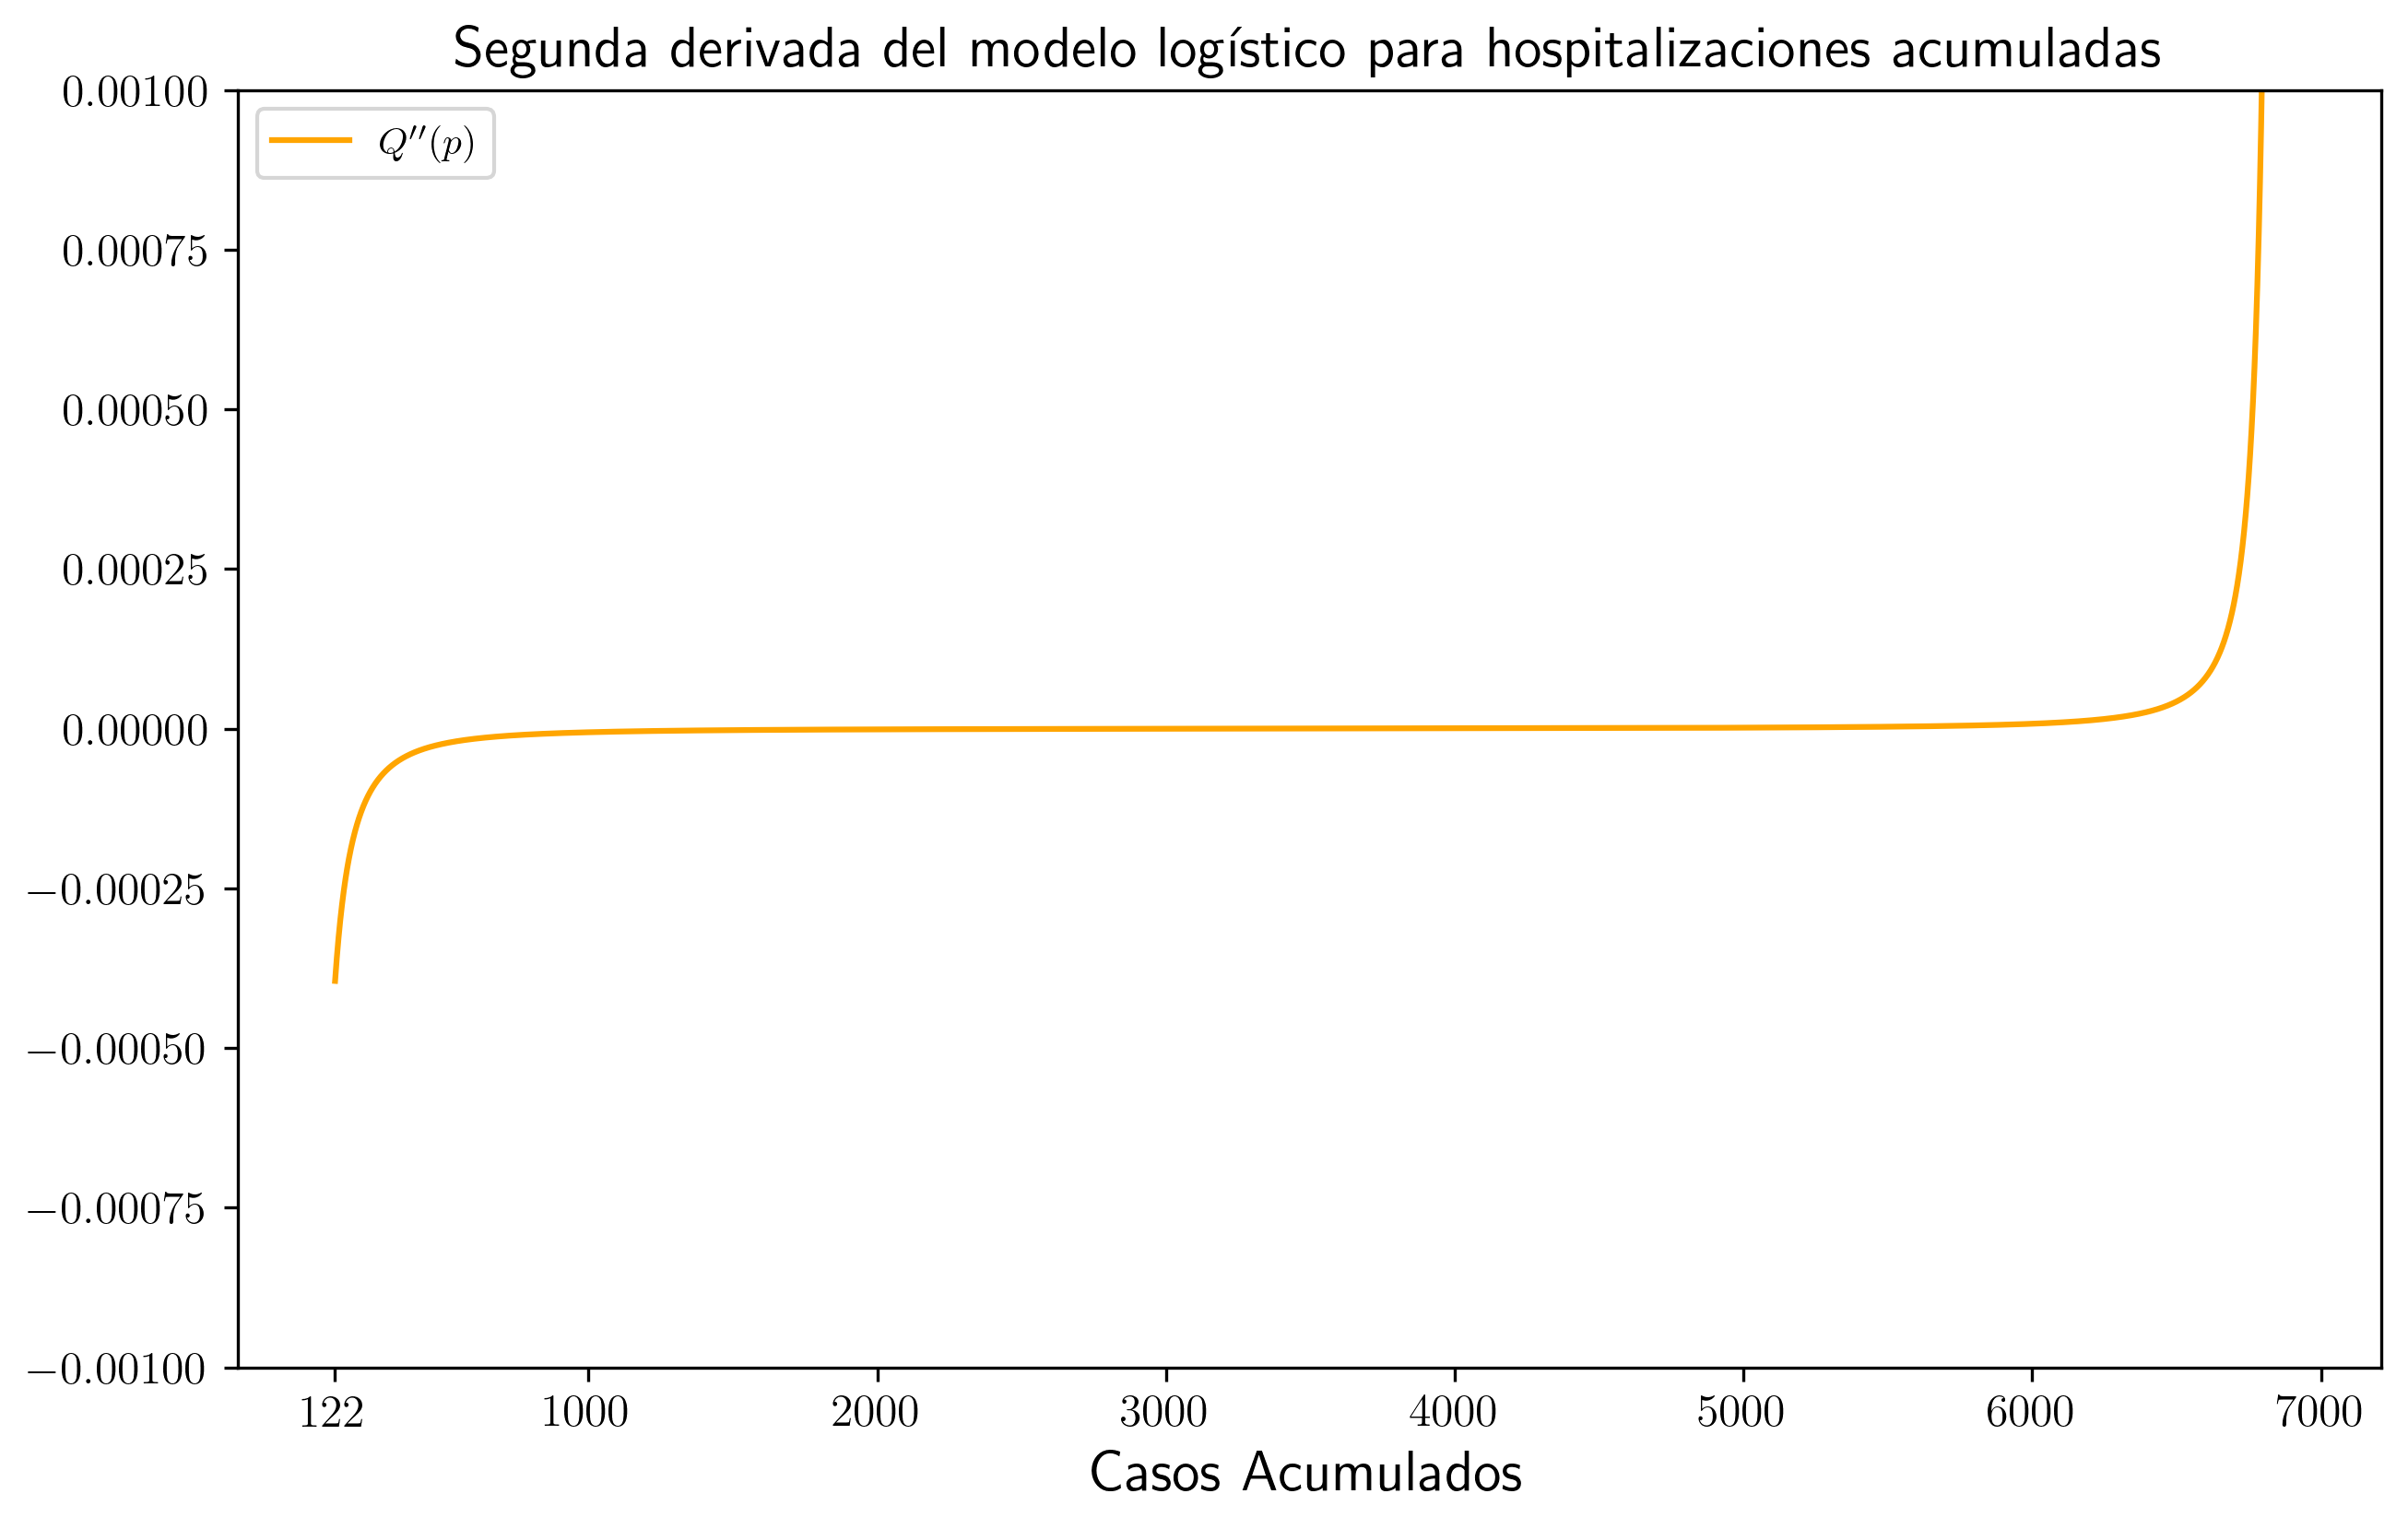 Segunda derivada del modelo logístico para hospitalizaciones acumuladas
Q''(p)
0.00100
0.00075
0.00050
0.00025
0.00000
−0.00025
−0.00050
−0.00075
−0.00100
122 1000 2000 3000 4000 5000 6000 7000
Casos Acumulados